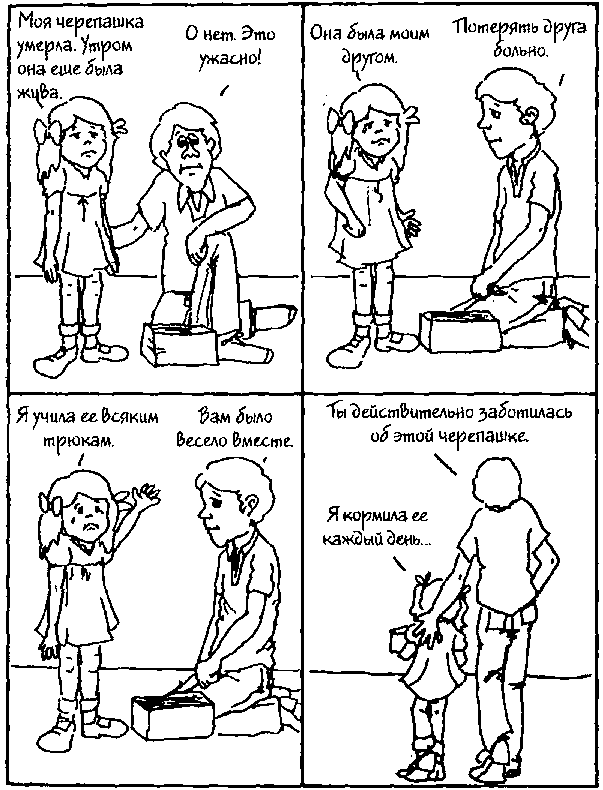 Моя черепашка
умерла. Утром
она еще была
жива.
О нет. Это
ужасно!
Она была моим
другом.
Потерять друга
больно.
Я учила ее всяким
трюкам.
Вам было
весело вместе.
Ты действительно заботилась
об этой черепашке.
Я кормила ее
каждый день...